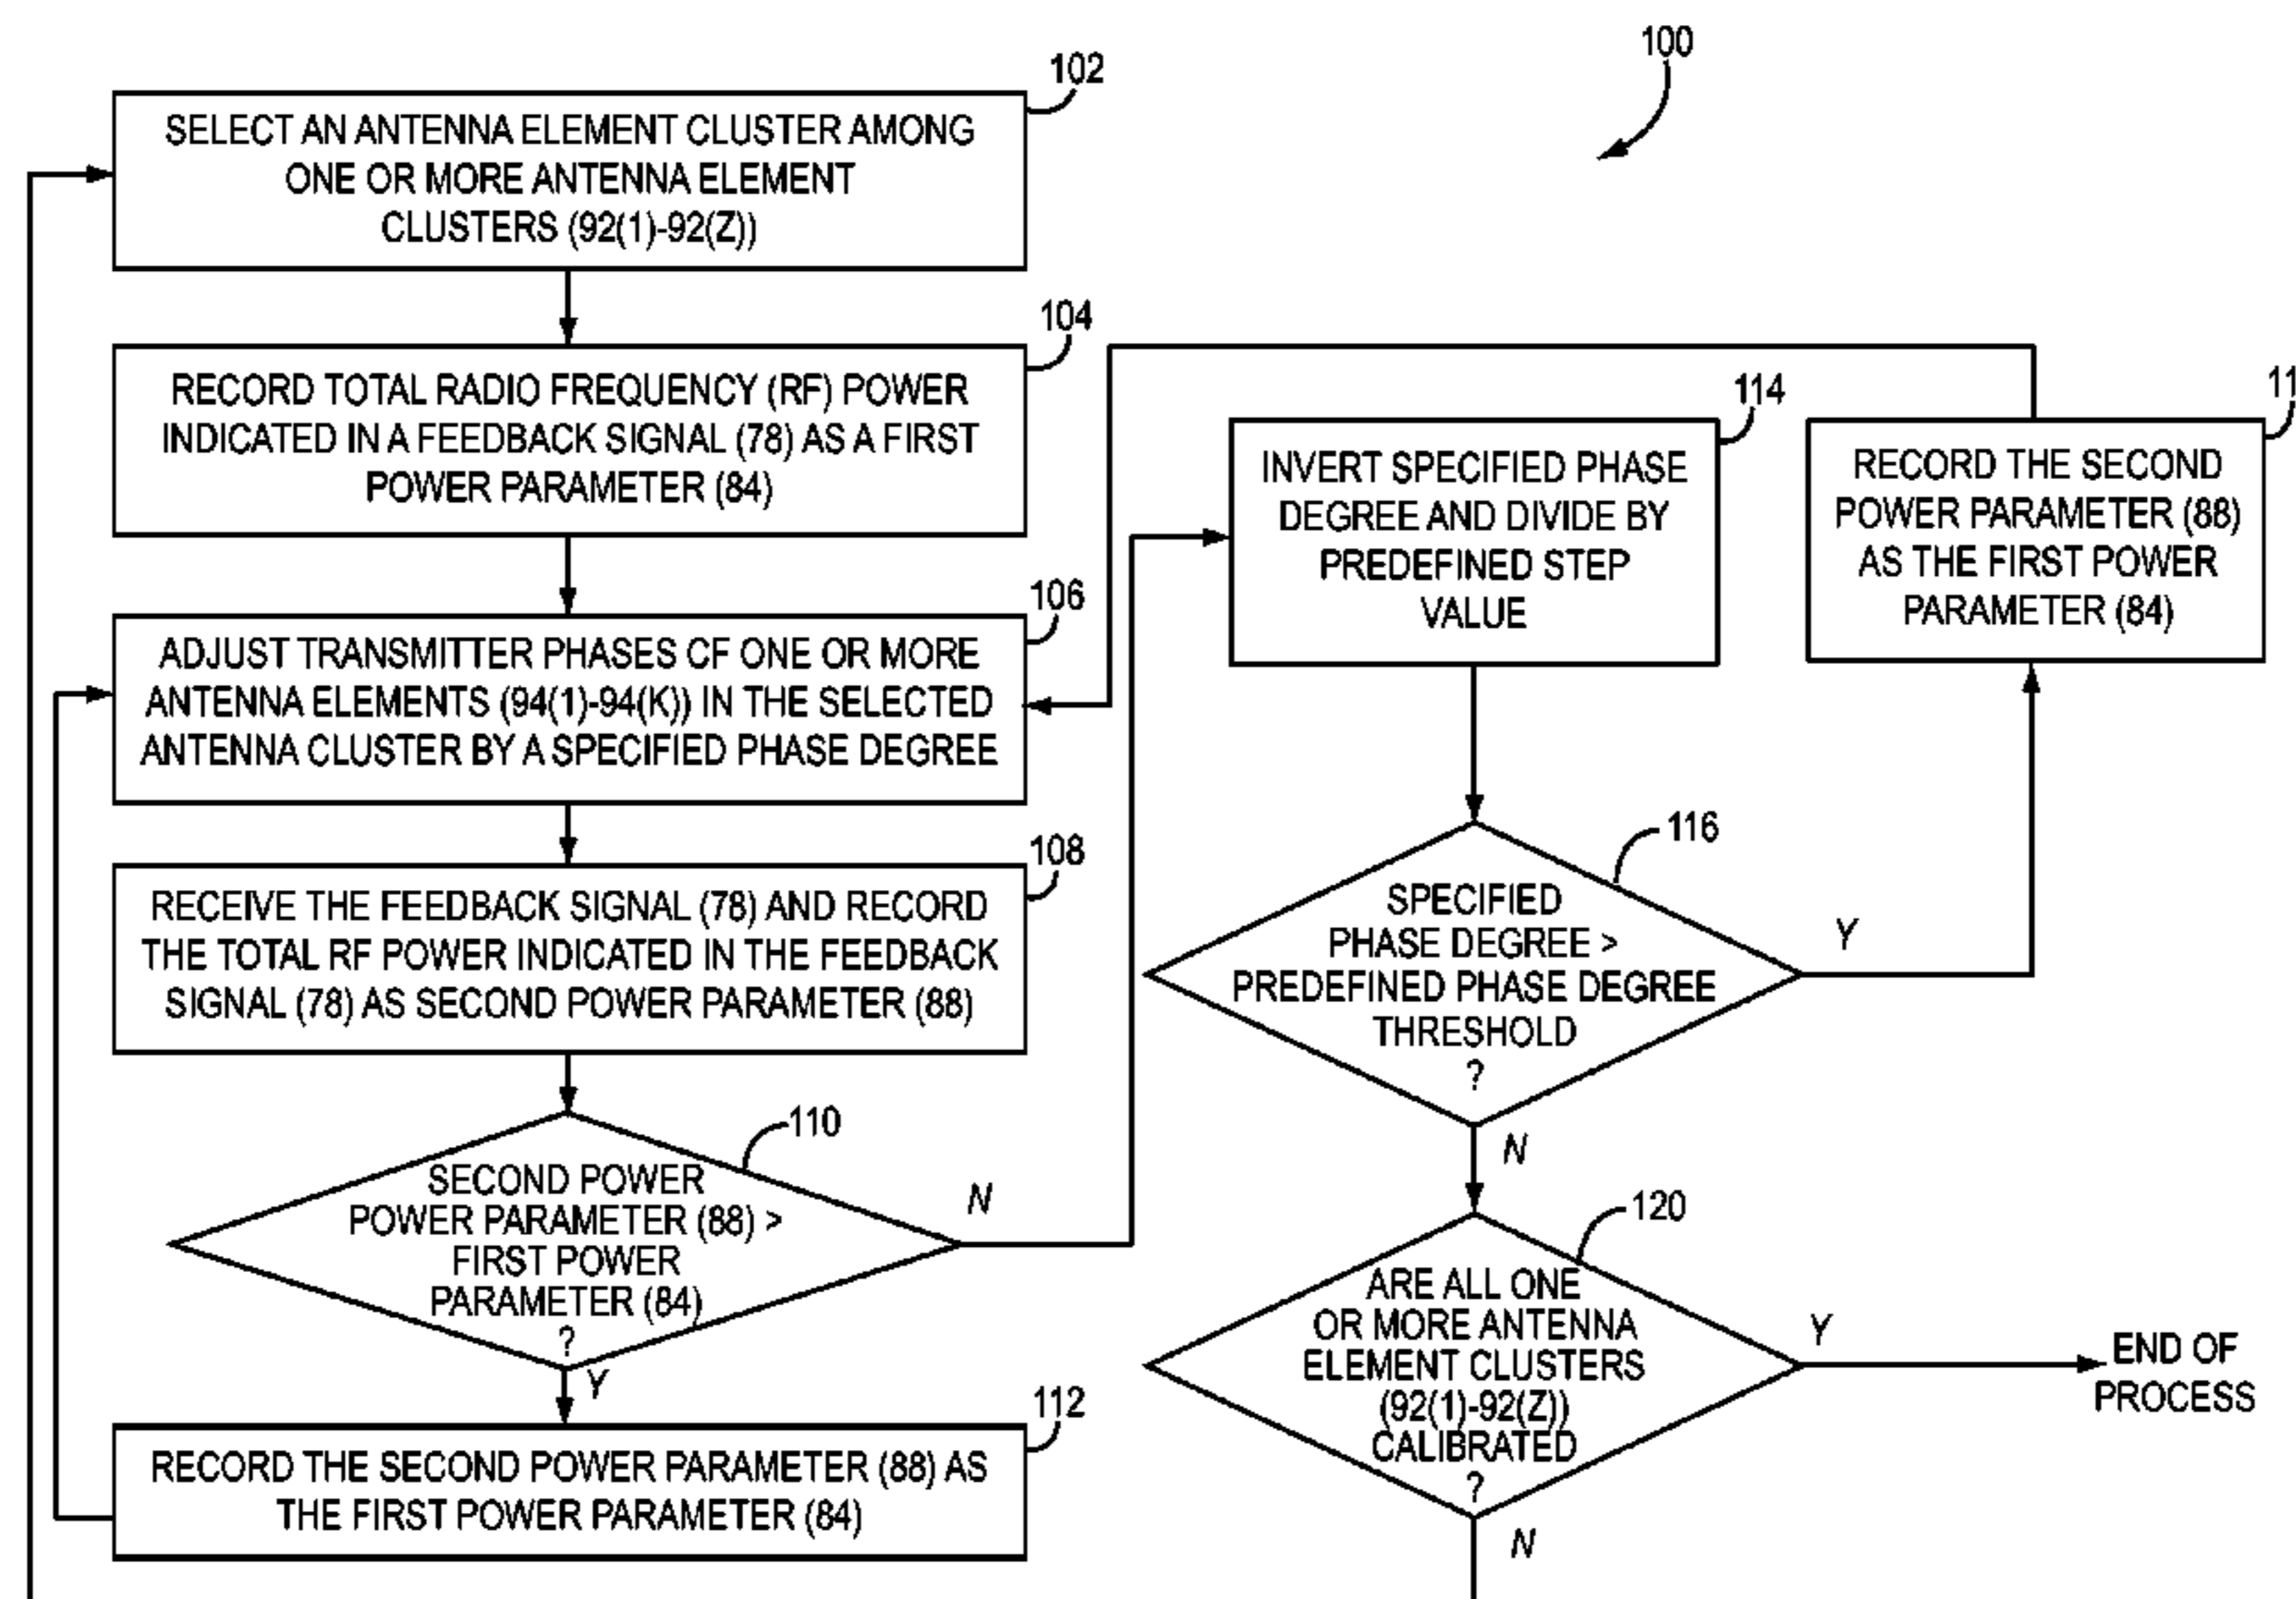 100
102
SELECT AN ANTENNA ELEMENT CLUSTER AMONG
ONE OR MORE ANTENNA ELEMENT
CLUSTERS (92(1)-92(Z))
104
RECORD TOTAL RADIO FREQUENCY (RF) POWER
INDICATED IN A FEEDBACK SIGNAL (78) AS A FIRST
POWER PARAMETER (84)
106
ADJUST TRANSMITTER PHASES CF ONE OR MORE
ANTENNA ELEMENTS (94(1)-94(K)) IN THE SELECTED
ANTENNA CLUSTER BY A SPECIFIED PHASE DEGREE
108
RECEIVE THE FEEDBACK SIGNAL (78) AND RECORD
THE TOTAL RF POWER INDICATED IN THE FEEDBACK
SIGNAL (78) AS SECOND POWER PARAMETER (88)
110
SECOND POWER
POWER PARAMETER (88) >
FIRST POWER
PARAMETER (84)
?
N
Y
112
RECORD THE SECOND POWER PARAMETER (88) AS
THE FIRST POWER PARAMETER (84)
114
INVERT SPECIFIED PHASE
DEGREE AND DIVIDE BY
PREDEFINED STEP
VALUE
116
SPECIFIED
PHASE DEGREE >
PREDEFINED PHASE DEGREE
THRESHOLD
?
Y
N
11
RECORD THE SECOND
POWER PARAMETER (88)
AS THE FIRST POWER
PARAMETER (84)
120
ARE ALL ONE
OR MORE ANTENNA
ELEMENT CLUSTERS
(92(1)-92(Z))
CALIBRATED
?
Y
N
END OF
PROCESS